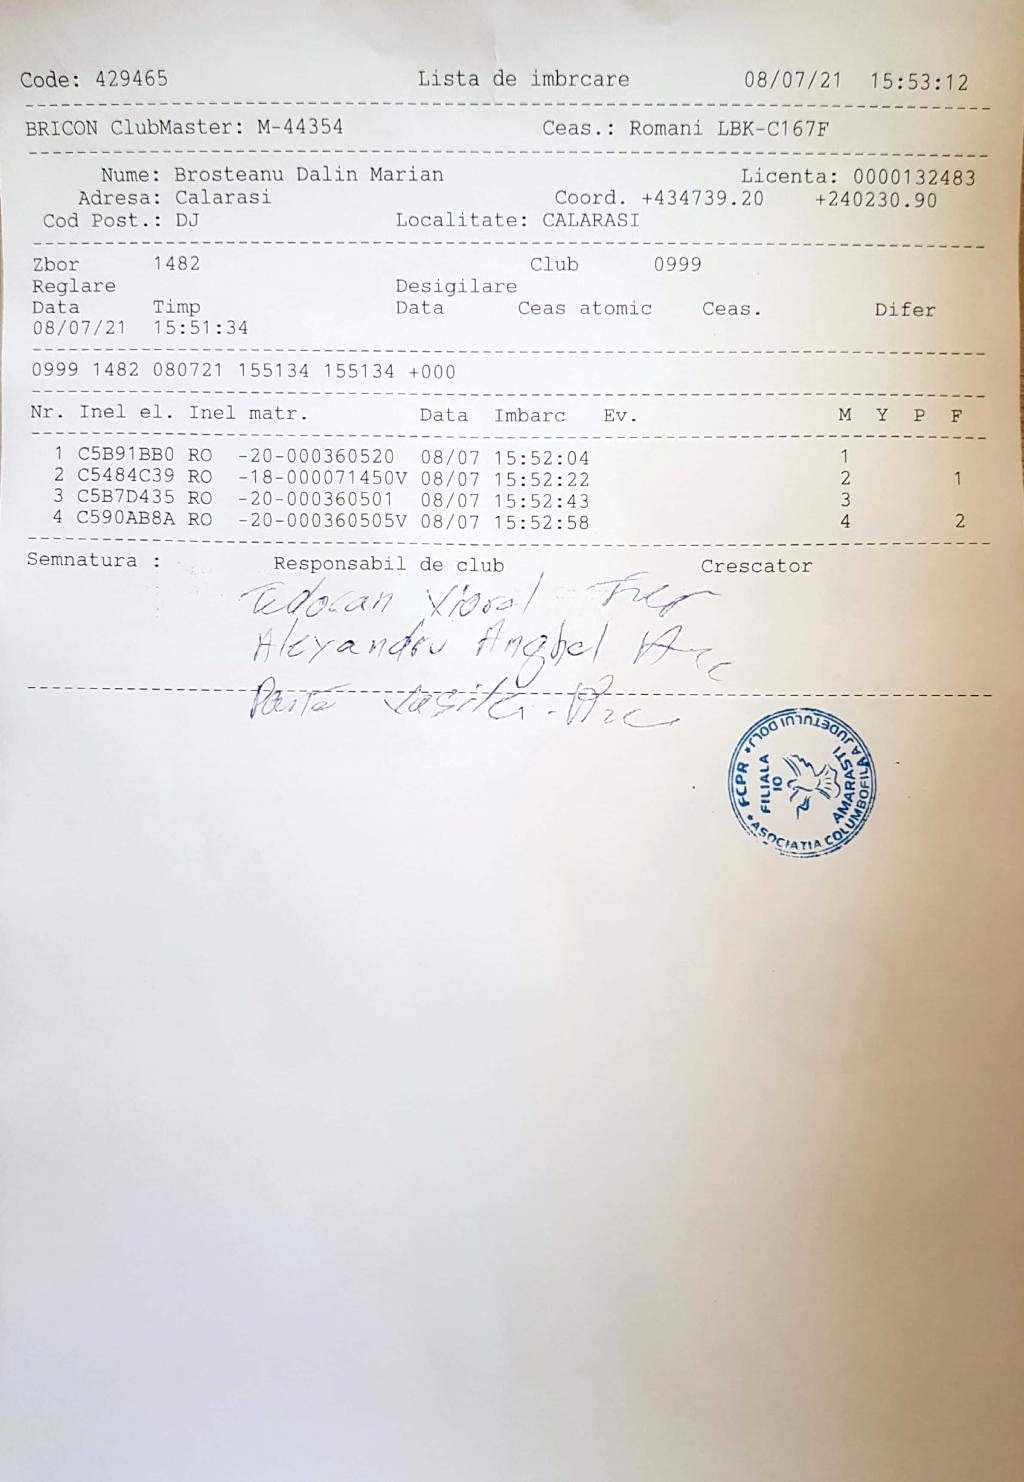 Code: 429465 Lista de imbrcare 08/07/21 15:53:12
BRICON ClubMaster: M-44354 Ceas.: Romani LBK-C167F
Nume: Brosteanu Dalin Marian Licenta: 0000132483
Adresa: Calarasi Coord. +434739.20 +240230.90
Cod Post.: DJ Localitate: CALARASI
Zbor 1482 Club 0999
Reglare Desigilare
Data Timp Data Ceas atomic Ceas. Difer
08/07/21 15:51:34
0999 1482 080721 155134 155134 +000
Nr. Inel el. Inel matr. Data Imbarc Ev. M Y P F
1 C5B91BB0 RO -20-000360520 08/07 15:52:04 1
2 C5484C39 RO -18-000071450V 08/07 15:52:22 2 1
3 C5B7D435 RO -20-000360501 08/07 15:52:43 3
4 C590AB8A RO -20-000360505V 08/07 15:52:58 4 2
Semnatura : Responsabil de club Crescator
Alexandru Anghel
FCPR
ASOCIATIA COLUMBOFILA A JUDETULUI DOLJ
FILIALA
10
AMARASTI